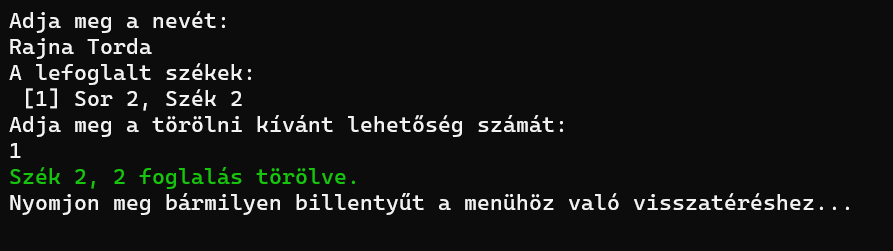 Adja meg a nevét:
Rajna Torda
A lefoglalt székek:
[1] Sor 2, Szék 2
Adja meg a törölni kívánt lehetőség számát:
1
Szék 2, 2 foglalás törölve.
Nyomjon meg bármilyen billentyűt a menühöz való visszatéréshez...